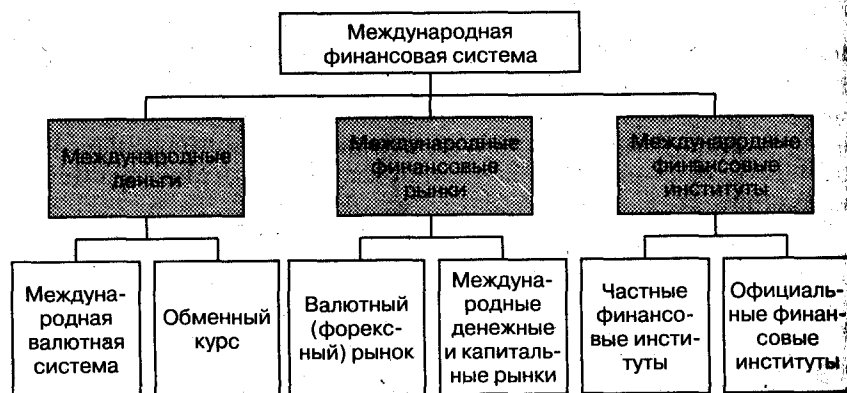 Международная
финансовая система
Международные
деньги
Международные
финансовые
рынки
Международные
финансовые
институты
Междуна-
родная
валютная
система
Обменный
курс
Валютный
(форекс-
ный) рынок
Междуна-
родные
денежные
и капиталь-
ные рынки
Частные
финансо-
вые инсти-
туты
Официаль-
ные финан-
совые
институты